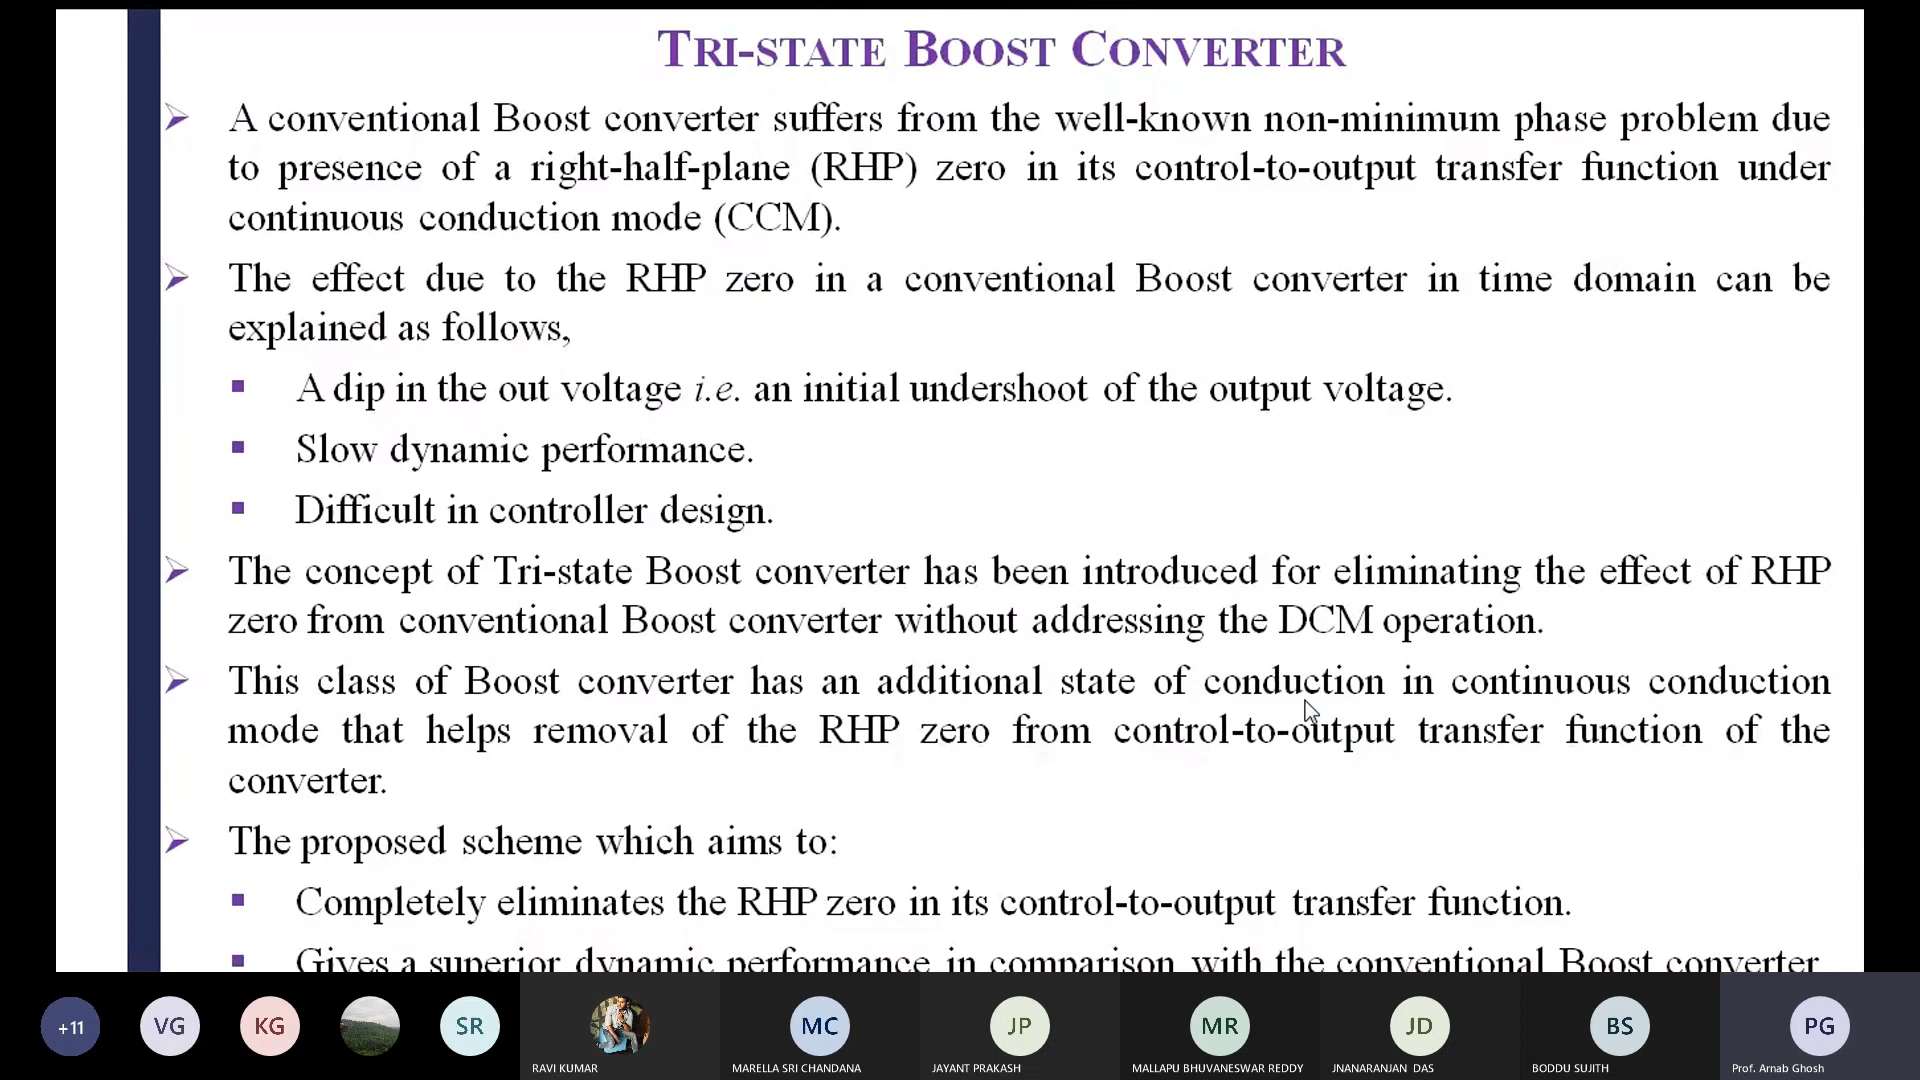 TRI-STATE BOOST CONVERTER
A conventional Boost converter suffers from the well-known non-minimum phase problem due
to presence of a right-half-plane (RHP) zero in its control-to-output transfer function under
continuous conduction mode (CCM).
The effect due to the RHP zero in a conventional Boost converter in time domain can be
explained as follows,
A dip in the out voltage i.e. an initial undershoot of the output voltage.
Slow dynamic performance.
Difficult in controller design.
The concept of Tri-state Boost converter has been introduced for eliminating the effect of RHP
zero from conventional Boost converter without addressing the DCM operation.
This class of Boost converter has an additional state of conduction in continuous conduction
mode that helps removal of the RHP zero from control-to-output transfer function of the
converter.
The proposed scheme which aims to:
Completely eliminates the RHP zero in its control-to-output transfer function.
Gives a superior dynamic performance in comparison with the conventional Boost converter
+11
VG
KG
SR
MC
JP
MR
JD
BS
PG
RAVI KUMAR
MARELLA SRI CHANDANA
JAYANT PRAKASH
MALLAPU BHUVANESWAR REDDY
JNANARANJAN DAS
BODDU SUJITH
Prof. Arnab Ghosh